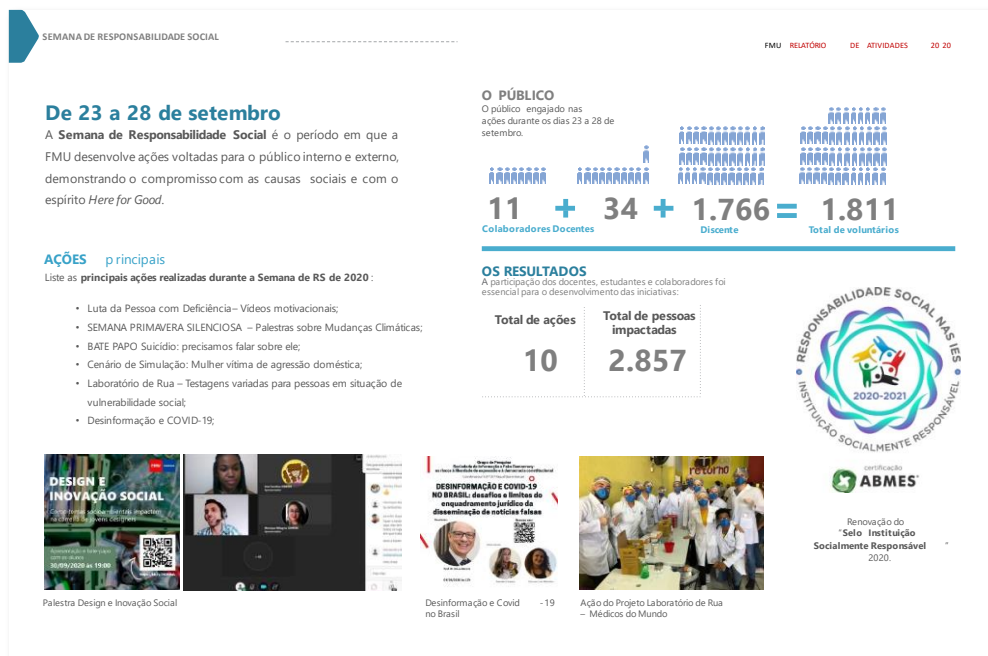 SEMANA DE RESPONSABILIDADE SOCIAL
FMU RELATÓRIO DE ATIVIDADES 20 20
De 23 a 28 de setembro
A Semana de Responsabilidade Social é o período em que a
FMU desenvolve ações voltadas para o público interno e externo,
demonstrando o compromisso com as causas sociais e com o
espírito Here for Good.
AÇÕES p rincipais
Liste as principais ações realizadas durante a Semana de RS de 2020 :
• Luta da Pessoa com Deficiência– Vídeos motivacionais;
• SEMANA PRIMAVERA SILENCIOSA – Palestras sobre Mudanças Climáticas;
• BATE PAPO Suicidio: precisamos falar sobre ele;
• Cenário de Simulação: Mulher vitima de agressão doméstica;
• Laboratório de Rua – Testagens variadas para pessoas em situação de
vulnerabilidade social;
• Desinformação e COVID-19;
O PÚBLICO
O público engajado nas
ações durante os dias 23 a 28 de
setembro.
11 + 34 + 1.766 = 1.811
Colaboradores Docentes Discente Total de voluntários
OS RESULTADOS
A participação dos docentes, estudantes e colaboradores foi
essencial para o desenvolvimento das iniciativas:
Total de ações
10
Total de pessoas
impactadas
2.857
RESPONSABILIDADE SOCIAL NAS IES
2020-2021
INSTITUIÇÃO SOCIALMENTE RESPONSÁVEL
certificação
ABMES
Renovação do
"Selo Instituição
Socialmente Responsável "
2020.
FMU
DESIGN E
INOVAÇÃO SOCIAL
30/09/2020 às 19:00
Palestra Design e Inovação Social
Grupo de Pesquisa
DESINFORMAÇÃO E COVID-19
NO BRASIL: desafios e limites do
enquadramento jurídico da
disseminação de notícias falsas
Desinformação e Covid - 19
no Brasil
retorno
Ação do Projeto Laboratório de Rua
– Médicos do Mundo